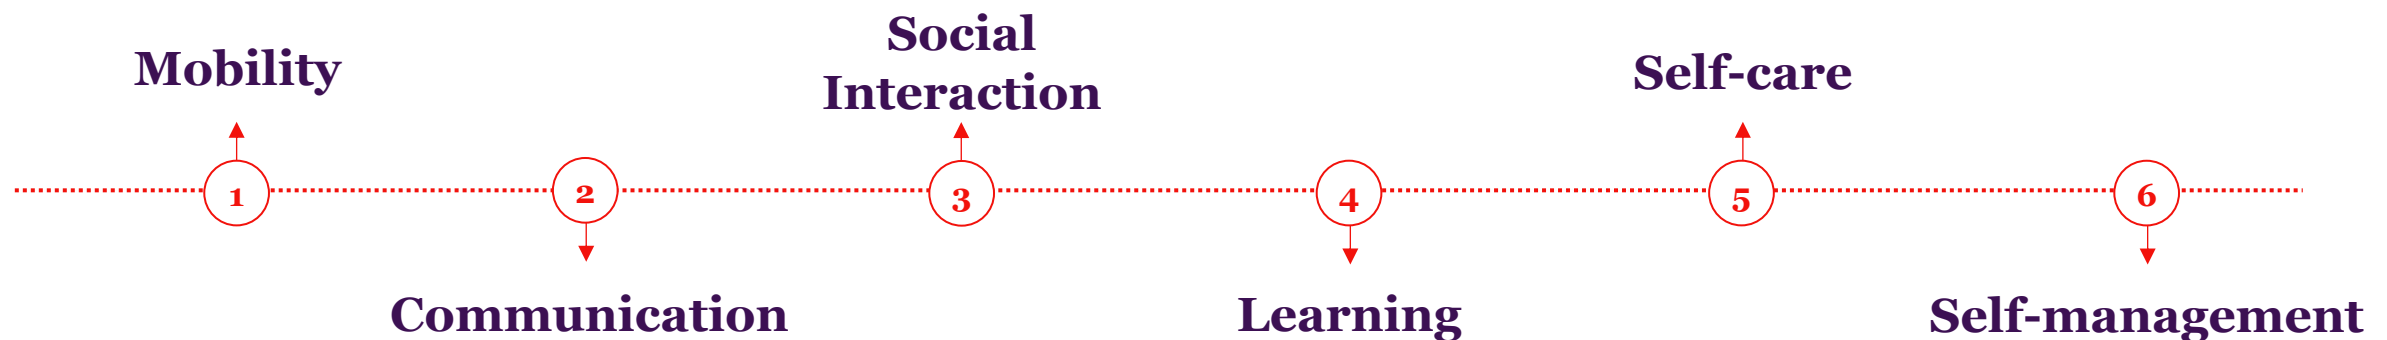 Mobility
1
Communication
2
Social
Interaction
3
Learning
4
Self-care
5
Self-management
6